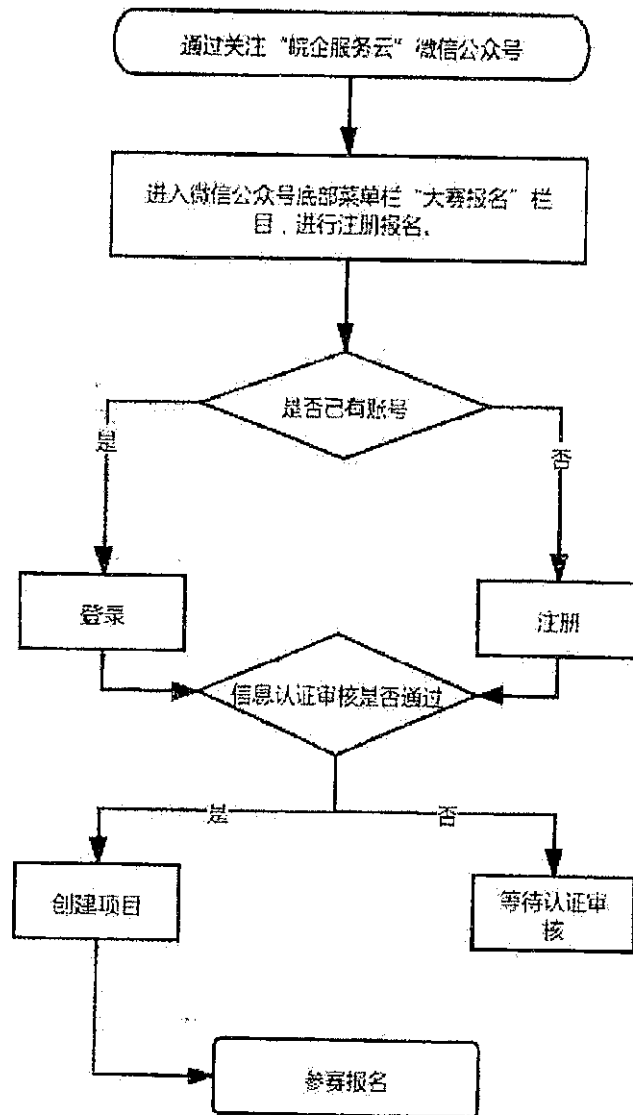 通过关注“皖企服务云”微信公众号
进入微信公众号底部菜单栏“大赛报名”栏
目，进行注册报名。
是否已有账号
是
否
登录
注册
信息认证审核是否通过
是
否
创建项目
等待认证审
核
参赛报名